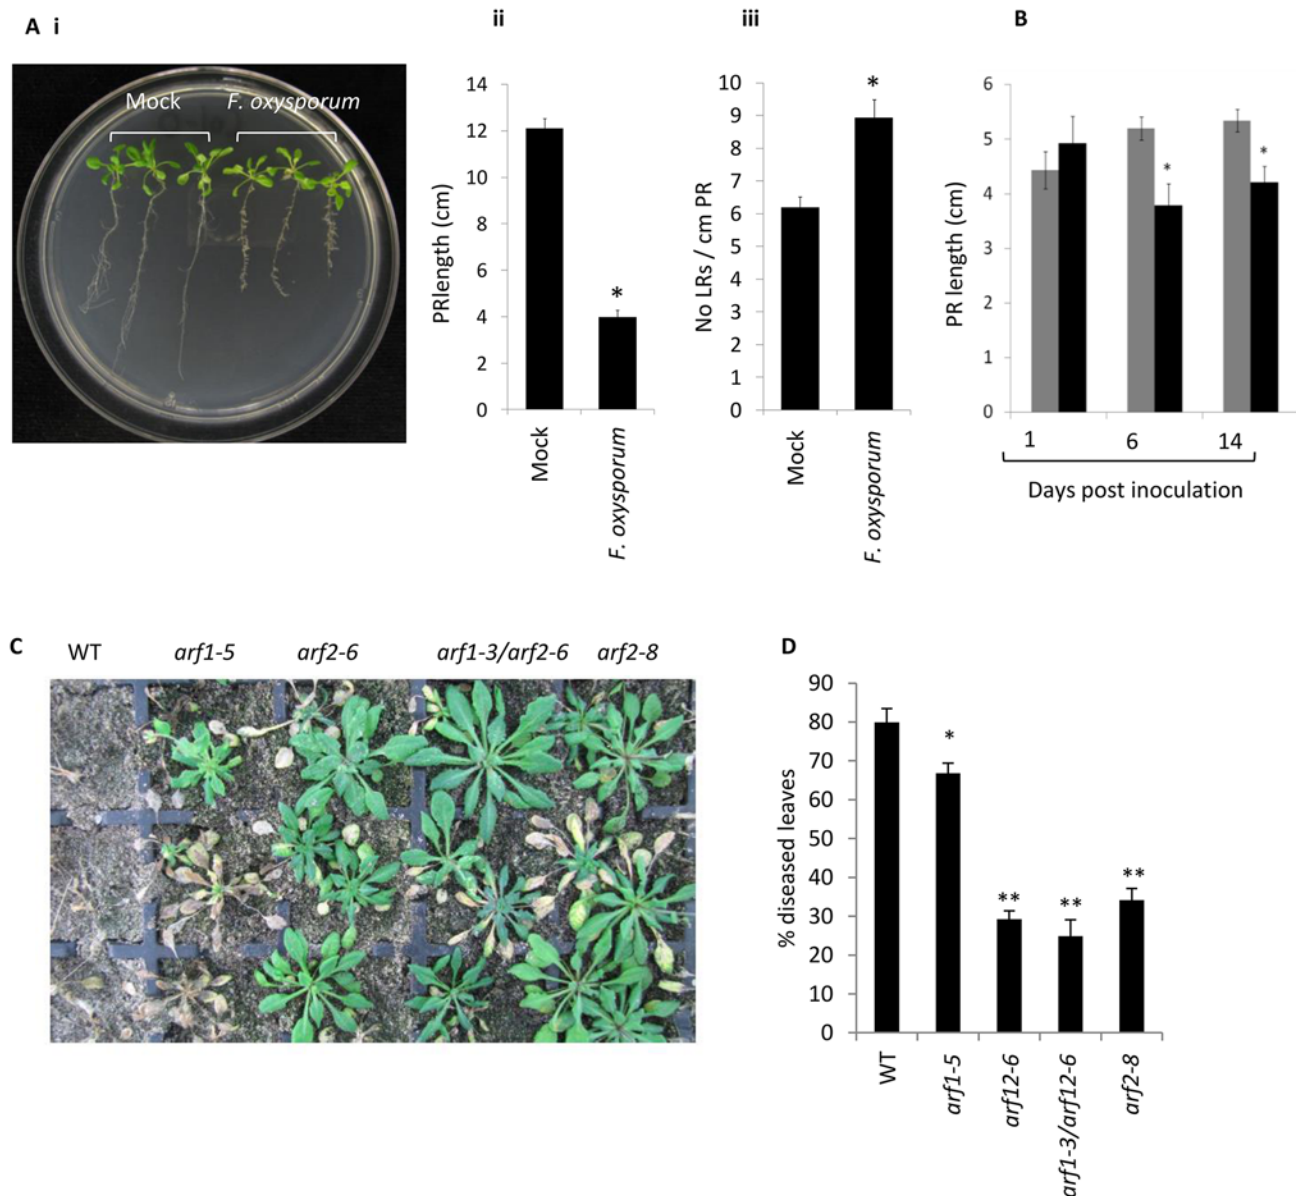 A i
Mock F. oxysporum
ii
14
12
10
8
6
4
2
0
PRlength (cm)
*
Mock
F. oxysporum
iii
10
9
8
7
6
5
4
3
2
1
0
No LRs / cm PR
*
Mock
F. oxysporum
B
6
5
4
3
2
1
0
PR length (cm)
*
*
1 6 14
Days post inoculation
C WT arf1-5 arf2-6 arf1-3/arf2-6 arf2-8
D
90
80
70
60
50
40
30
20
10
0
% diseased leaves
*
**
**
**
WT
arf1-5
arf12-6
arf1-3/arf12-6
arf2-8